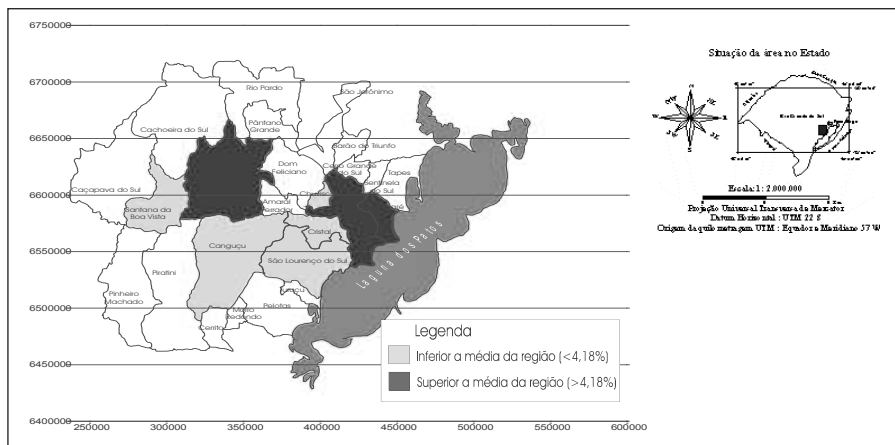 6750000
6700000
6650000
6600000
6550000
6500000
6450000
6400000
250000 300000 350000 400000 450000 500000 550000 600000
Rio Pardo
São Jerônimo
Pântano
Grande
Cachoeira do Sul
Barão do Triunfo
Dom
Feliciano
Cerro Grande
do Sul
Tapes
Sentinela
do Sul
Caçapava do Sul
Santana da
Boa Vista
Amaral
Ferrador
Cristal
Canguçu
São Lourenço do Sul
Piratini
Pinheiro
Machado
Pelotas
Morro
Redondo
Cerrito
Laguna dos Patos
Legenda
Inferior a média da região (<4,18%)
Superior a média da região (>4,18%)
Situação da área no Estado
N
W
S
Rio Grande do Sul
Escala: 1 : 2.000.000
Projeção Universal Transversa de Mercator
Datum Horizontal : UTM 22 S
Origem da quilometragem UTM : Equador e Meridiano 57 W